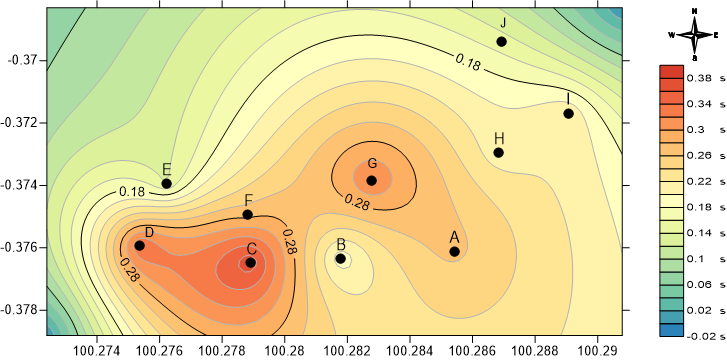 N
W E
S
J
-0.37
0.18
0.38 s
0.34 s
I
-0.372
0.3 s
H
0.26 s
G
E
-0.374
0.18
0.28
0.22 s
F
0.18 s
D
C
0.28
B
A
-0.376
0.28
0.14 s
0.1 s
0.06 s
-0.378
0.02 s
-0.02 s
100.274 100.276 100.278 100.28 100.282 100.284 100.286 100.288 100.29